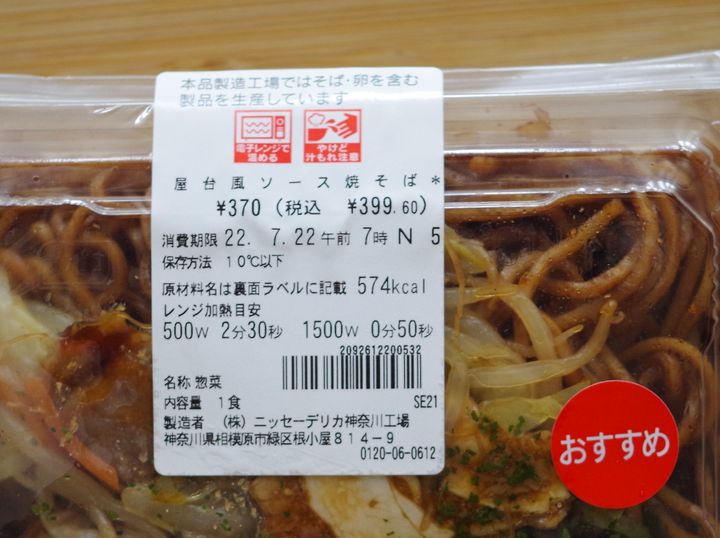 本品製造工場ではそば・卵を含む
製品を生産しています
電子レンジで
温める
やけど
汁もれ注意
屋台風ソース焼そば*
¥370 (税込 ¥399.60)
消費期限 22. 7.22午前 7時 N 5
保存方法 10℃以下
原材料名は裏面ラベルに記載 574kcal
レンジ加熱目安
500W 2分30秒 1500W 0分50秒
2092612200532
名称 惣菜
内容量 1食 SE21
製造者 (株)ニッセーデリカ神奈川工場
神奈川県相模原市緑区根小屋814-9
0120-06-0612
おすすめ